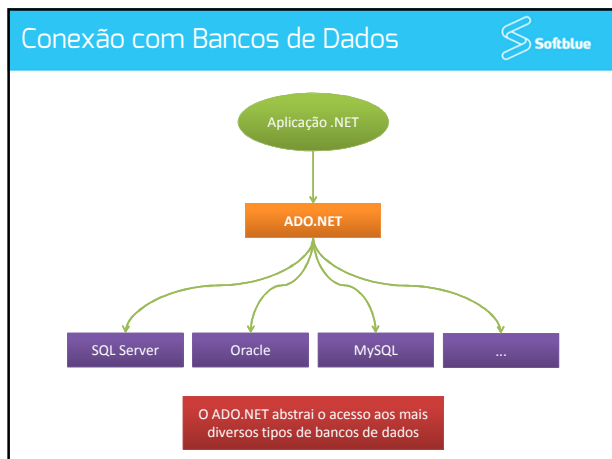 Conexão com Bancos de Dados
Softblue
Aplicação .NET
ADO.NET
SQL Server
Oracle
MySQL
...
O ADO.NET abstrai o acesso aos mais
diversos tipos de bancos de dados